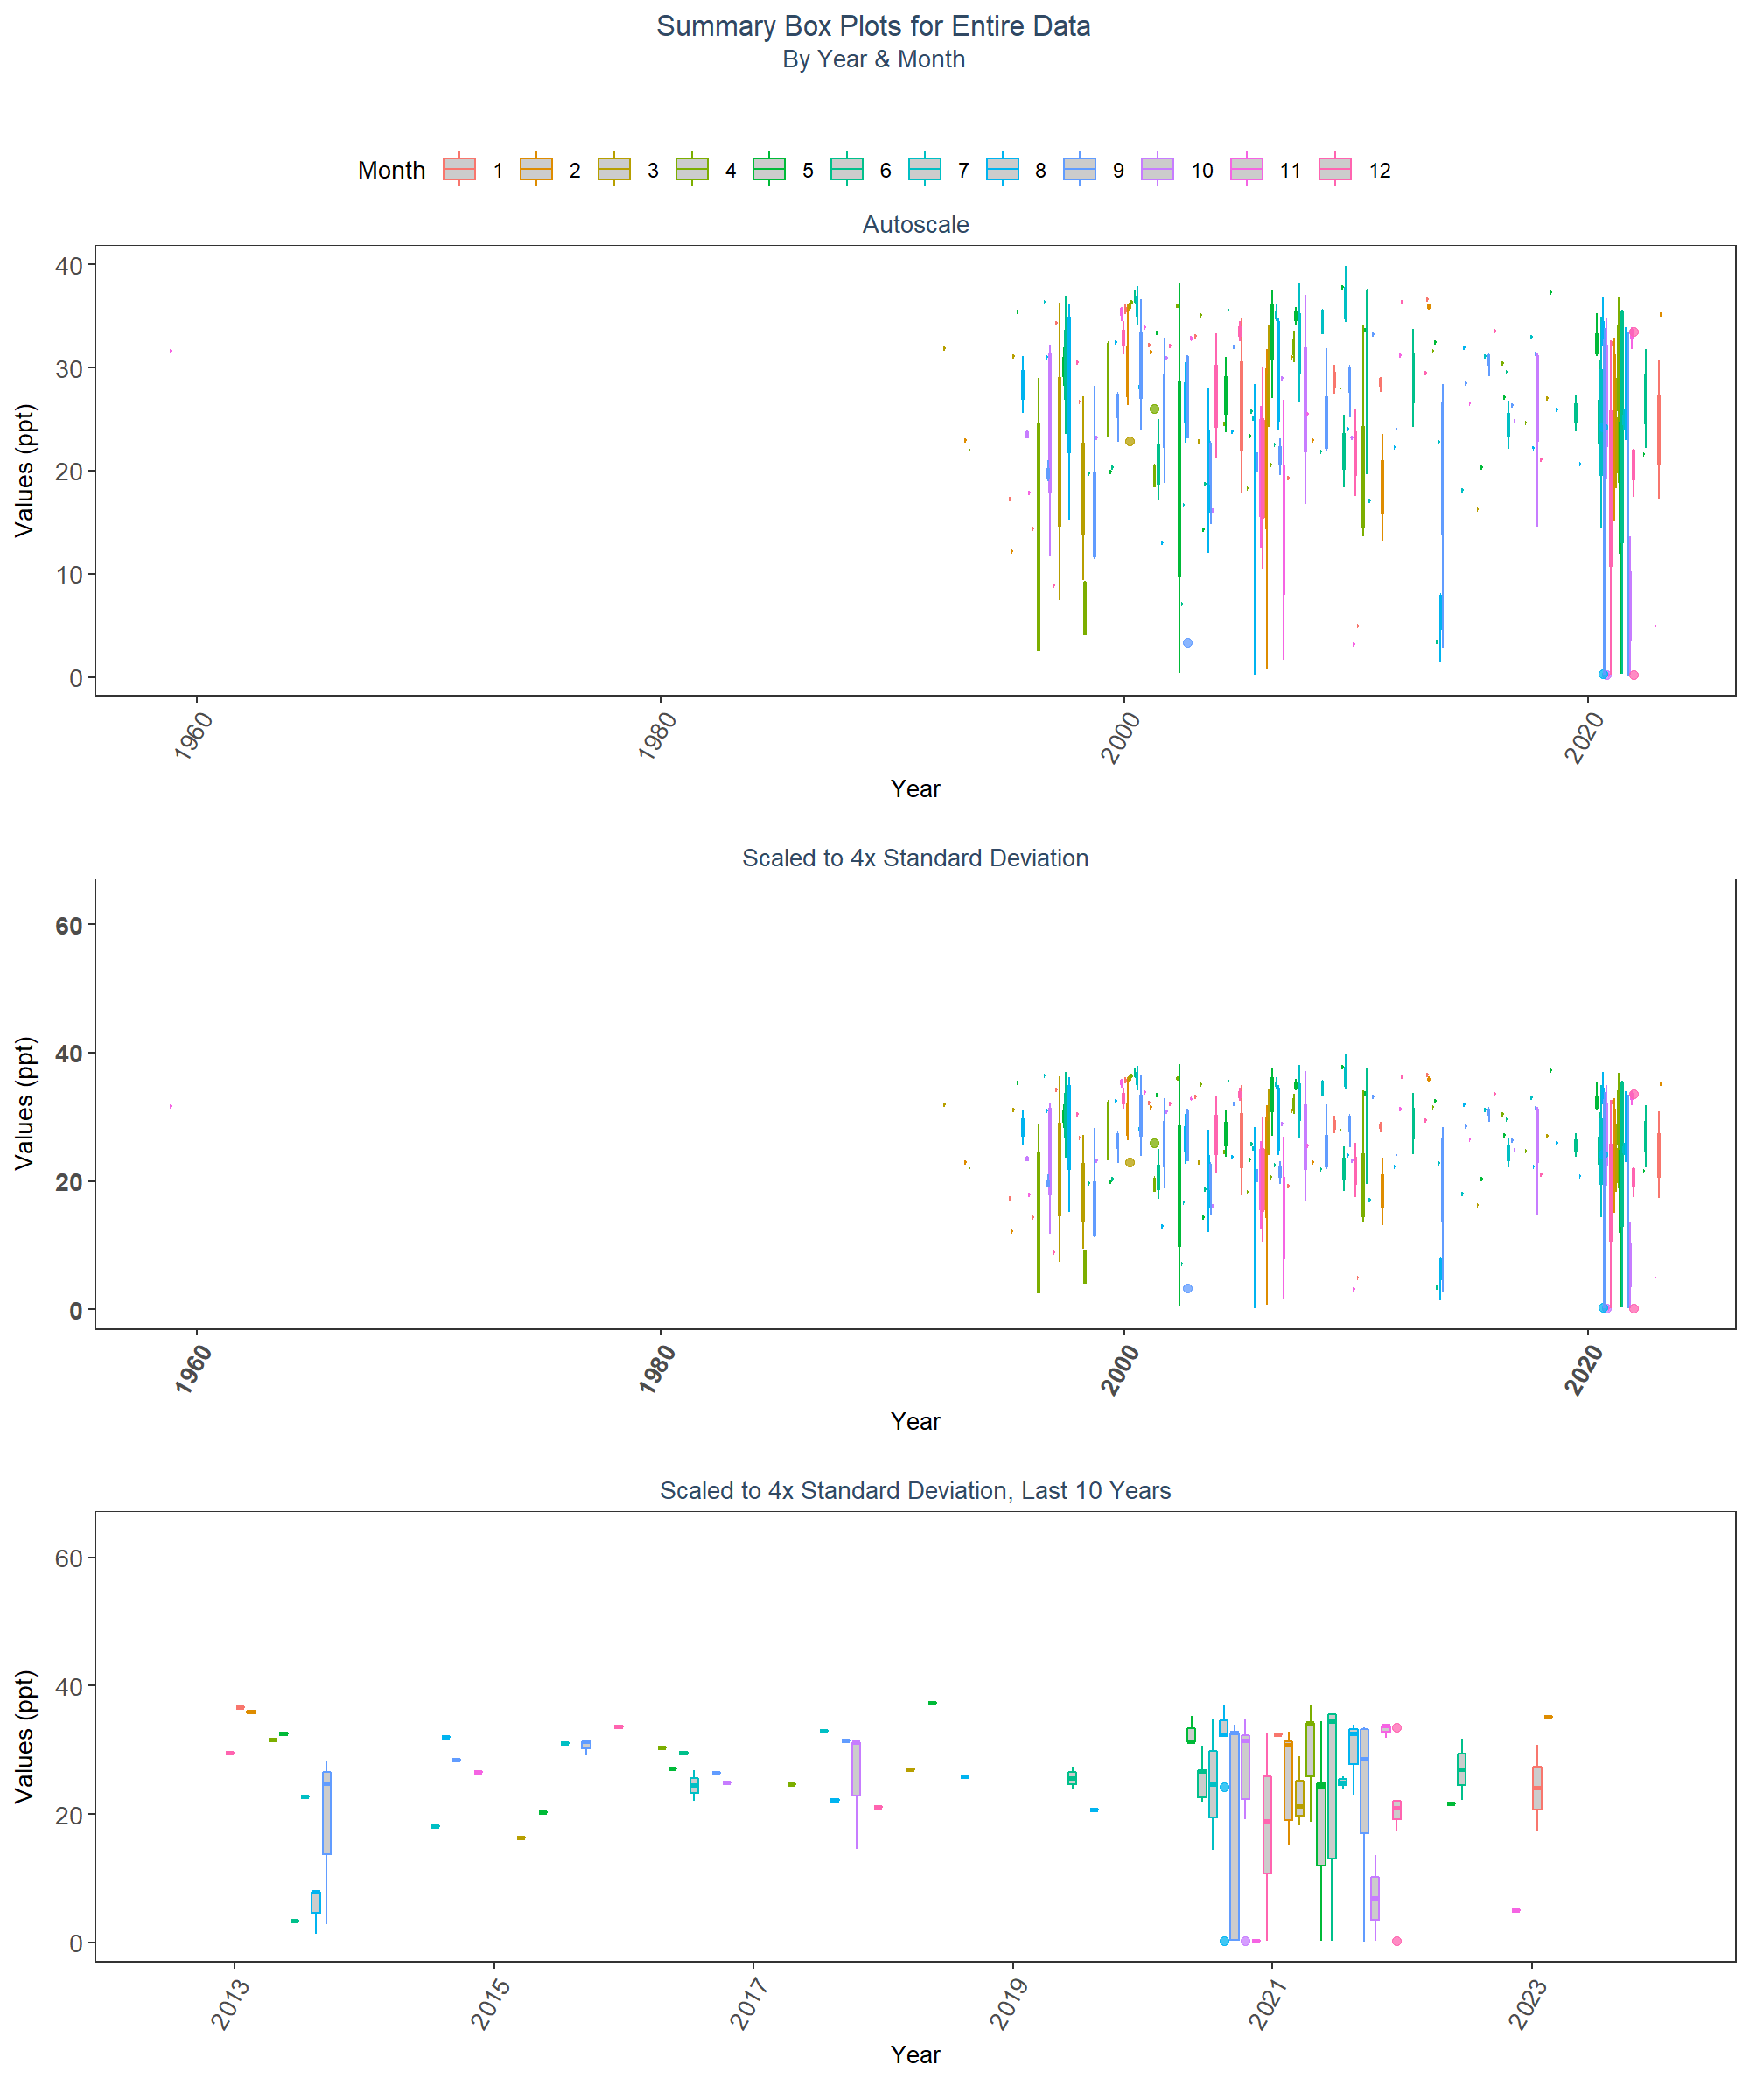 Summary Box Plots for Entire Data
By Year & Month
Month 1 2 3 4 5 6 7 8 9 10 11 12
Autoscale
Values (ppt)
40
30
20
10
0
1960 1980 2000 2020
Year
Scaled to 4x Standard Deviation
Values (ppt)
60
40
20
0
1960 1980 2000 2020
Year
Scaled to 4x Standard Deviation, Last 10 Years
Values (ppt)
60
40
20
0
2013 2015 2017 2019 2021 2023
Year